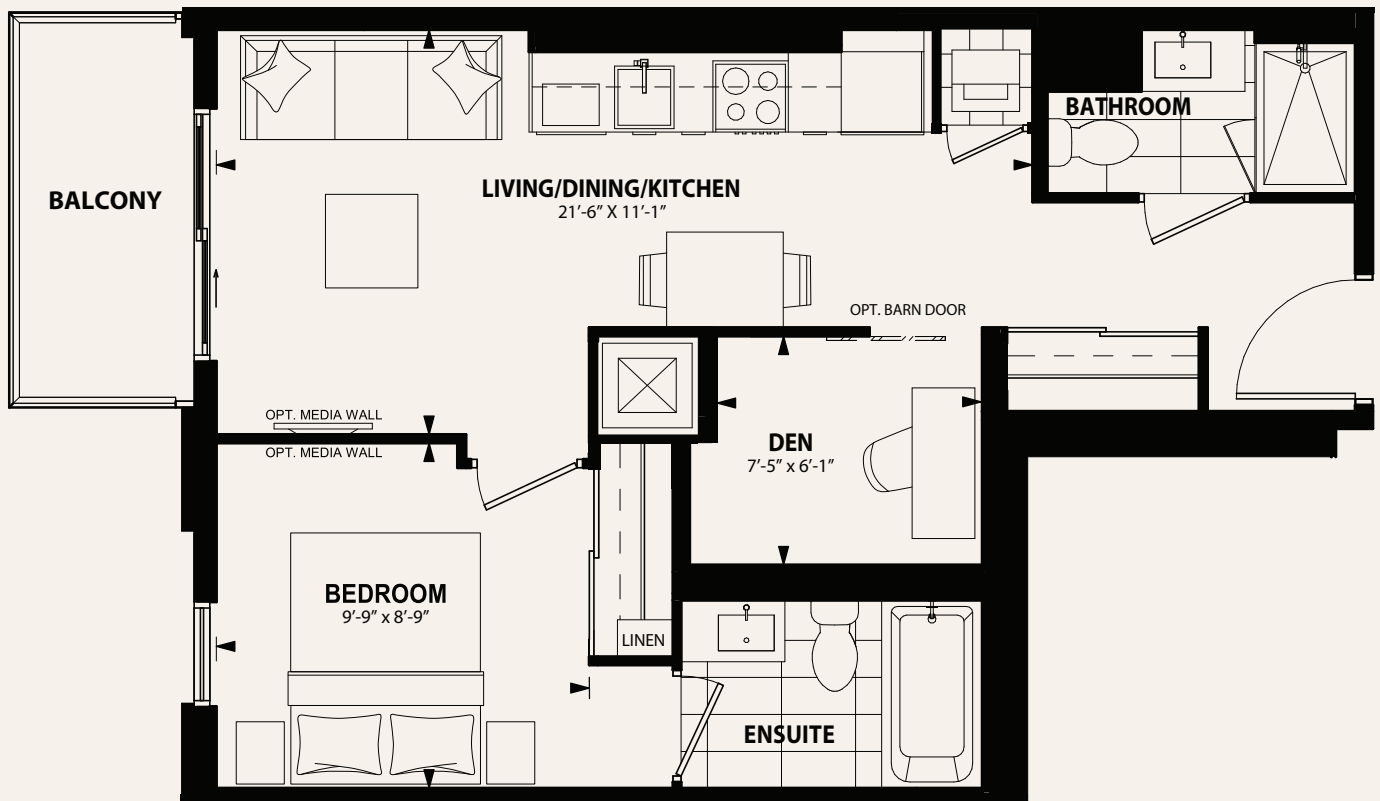 BATHROOM
BALCONY
LIVING/DINING/KITCHEN
21'-6" X 11'-1"
OPT. BARN DOOR
OPT. MEDIA WALL
OPT. MEDIA WALL
DEN
7'-5" x 6'-1"
BEDROOM
9'-9" x 8'-9"
LINEN
ENSUITE